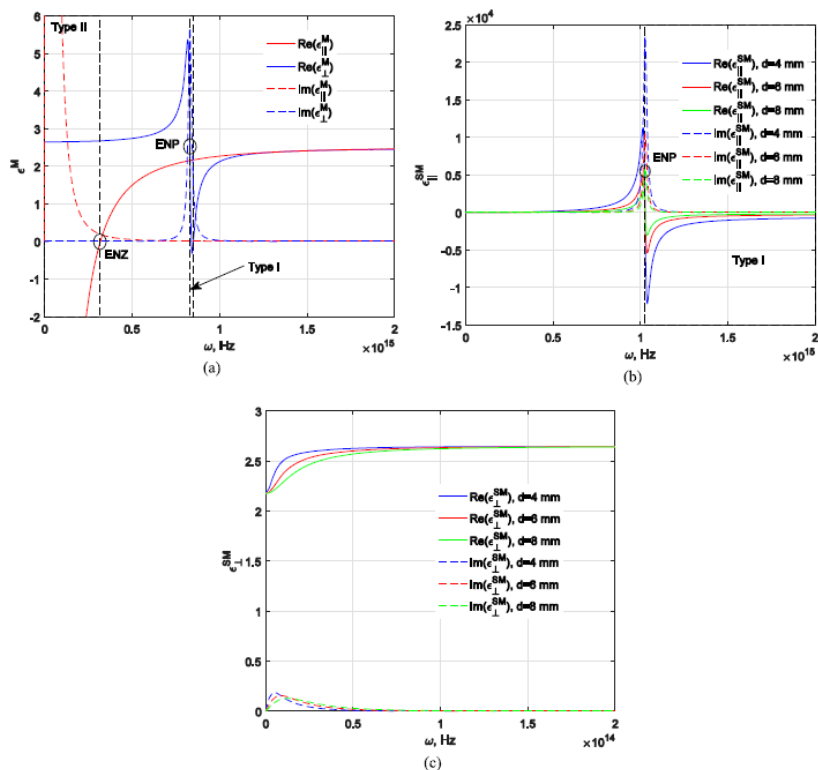 6
5
4
3
2
1
0
-1
-2
ϵ^M
Type II
Re(ϵ_||^M)
Re(ϵ_⊥^M)
Im(ϵ_||^M)
Im(ϵ_⊥^M)
ENP
ENZ
Type I
0 0.5 1 1.5 2
ω, Hz
×10^15
(a)
×10^4
2.5
2
1.5
1
0.5
0
-0.5
-1
-1.5
ϵ_||^SM
Re(ϵ_||^SM), d=4 mm
Re(ϵ_||^SM), d=6 mm
Re(ϵ_||^SM), d=8 mm
Im(ϵ_||^SM), d=4 mm
Im(ϵ_||^SM), d=6 mm
Im(ϵ_||^SM), d=8 mm
ENP
Type I
0 0.5 1 1.5 2
ω, Hz
×10^15
(b)
3
2.5
2
1.5
1
0.5
0
ϵ_⊥^SM
Re(ϵ_⊥^SM), d=4 mm
Re(ϵ_⊥^SM), d=6 mm
Re(ϵ_⊥^SM), d=8 mm
Im(ϵ_⊥^SM), d=4 mm
Im(ϵ_⊥^SM), d=6 mm
Im(ϵ_⊥^SM), d=8 mm
0 0.5 1 1.5 2
ω, Hz
×10^14
(c)